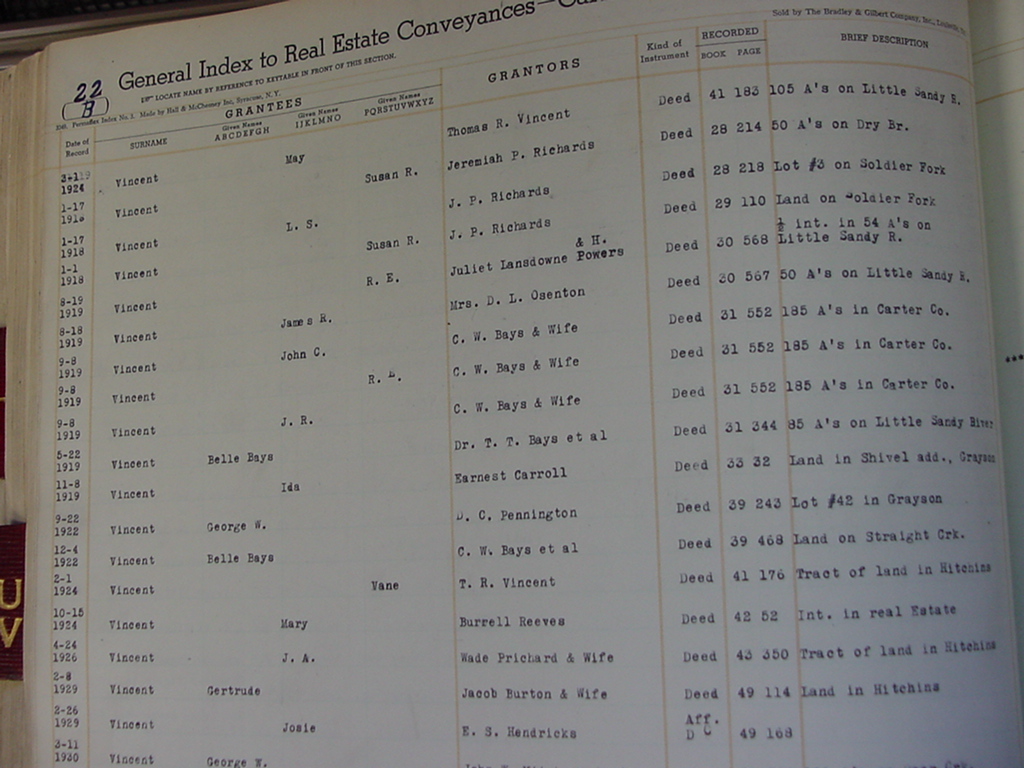 22
B
General Index to Real Estate Conveyances—
LOCATE NAME BY REFERENCE TO KEYTABLE IN FRONT OF THIS SECTION.
Sold by The Bradley & Gilbert Company, Inc.,
Index No. 1. Made by Hall & McChesney Inc, Syracuse, N.Y.
GRANTEES
GRANTORS
Kind of Instrument
RECORDED
BOOK PAGE
BRIEF DESCRIPTION
Date of Record
SURNAME
Given Names ABCDEFGH
Given Names IJKLMNO
Given Names PQRSTUVWXYZ
1924 Vincent May Thomas R. Vincent Deed 41 183 105 A's on Little Sandy R.
1-17
1918 Vincent Susan R. Jeremiah P. Richards Deed 28 214 50 A's on Dry Br.
1-17
1918 Vincent L. S. J. P. Richards Deed 28 218 Lot #3 on Soldier Fork
1-1
1918 Vincent Susan R. J. P. Richards Deed 29 110 Land on Soldier Fork
8-19 & H. ½ int. in 54 A's on
1919 Vincent R. E. Juliet Lansdowne Powers Deed 30 568 Little Sandy R.
8-18
1919 Vincent James R. Mrs. D. L. Osenton Deed 30 567 50 A's on Little Sandy R.
9-8
1919 Vincent John C. C. W. Bays & Wife Deed 31 552 185 A's in Carter Co.
9-8
1919 Vincent R. E. C. W. Bays & Wife Deed 31 552 185 A's in Carter Co.
9-8
1919 Vincent J. R. C. W. Bays & Wife Deed 31 552 185 A's in Carter Co.
5-22
1919 Vincent Belle Bays Dr. T. T. Bays et al Deed 31 344 85 A's on Little Sandy River
11-8
1919 Vincent Ida Earnest Carroll Deed 33 32 Land in Shivel add., Grayson
9-22
1922 Vincent George W. D. C. Pennington Deed 39 243 Lot #42 in Grayson
12-4
1922 Vincent Belle Bays C. W. Bays et al Deed 39 468 Land on Straight Crk.
2-1
1924 Vincent Vane T. R. Vincent Deed 41 176 Tract of land in Hitchins
10-15
1924 Vincent Mary Burrell Reeves Deed 42 52 Int. in real Estate
4-24
1926 Vincent J. A. Wade Prichard & Wife Deed 43 350 Tract of land in Hitchins
2-8
1929 Vincent Gertrude Jacob Burton & Wife Deed 49 114 Land in Hitchins
2-26 Aff.
1929 Vincent Josie E. S. Hendricks D C 49 168
3-11
1930 Vincent George W.
U
V